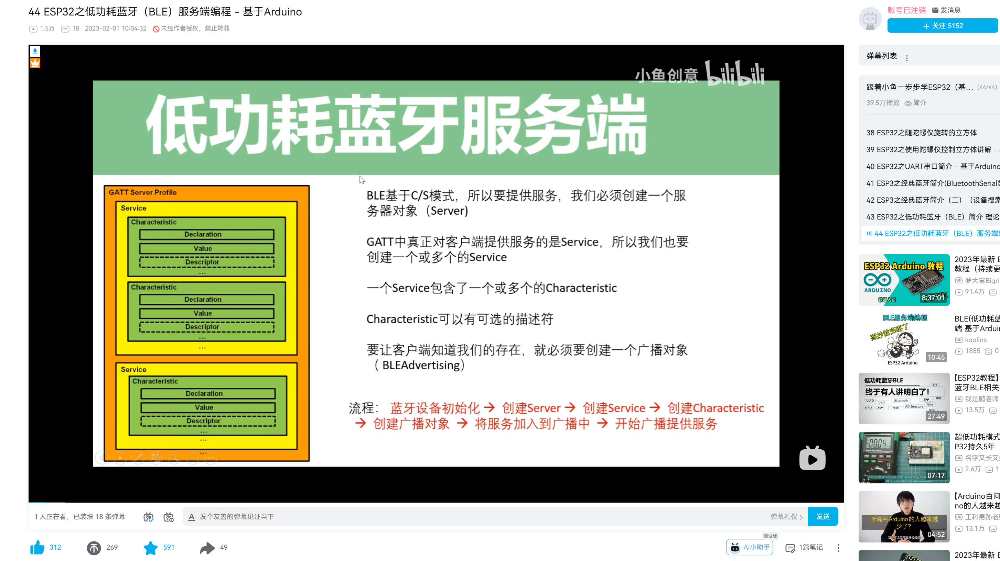 44 ESP32之低功耗蓝牙（BLE）服务端编程 - 基于Arduino
1.5万 18 2023-02-01 10:04:32 未经作者授权，禁止转载
账号已注销 发消息
+ 关注 5152
小鱼创意 bilibili
低功耗蓝牙服务端
GATT Server Profile
Service
Characteristic
Declaration
Value
Descriptor
...
Characteristic
Declaration
Value
Descriptor
...
...
Service
Characteristic
Declaration
Value
Descriptor
...
...
...
BLE基于C/S模式，所以要提供服务，我们必须创建一个服
务器对象（Server)
GATT中真正对客户端提供服务的是Service，所以我们也要
创建一个或多个的Service
一个Service包含了一个或多个的Characteristic
Characteristic可以有可选的描述符
要让客户端知道我们的存在，就必须要创建一个广播对象
（ BLEAdvertising）
流程： 蓝牙设备初始化 → 创建Server → 创建Service → 创建Characteristic
→ 创建广播对象 → 将服务加入到广播中 → 开始广播提供服务
1 人正在看，已装填 18 条弹幕
弹
弹
A 发个友善的弹幕见证当下
弹幕礼仪 >
发送
312 269 591 49
测试版
AI小助手
1篇笔记
弹幕列表
跟着小鱼一步步学ESP32（基... (44/44)
39.5万播放 简介
38 ESP32之随陀螺仪旋转的立方体
39 ESP32之使用陀螺仪控制立方体讲解 -
40 ESP32之UART串口简介 - 基于Arduino
41 ESP3之经典蓝牙简介(BluetoothSerial
42 ESP3之经典蓝牙简介（二）（设备搜索
43 ESP32之低功耗蓝牙（BLE）简介 理论
44 ESP32之低功耗蓝牙（BLE）服务端
ESP32 Arduino 教程
ARDUINO
快速入门
8:37:01
2023年最新
教程（持续更
UP 罗大富Bigri
91.4万
BLE服务端编程
照抄就完事了
ESP32 Arduino
10:45
BLE(低功耗蓝
端 基于Ardui
UP koolins
1855 0
低功耗蓝牙BLE
终于有人讲明白了！
HID
UUID
GATT
Bluetooth
SPP
MIDI
ESP32
ADV
Read
AD Structure
Write
Notify
27:49
【ESP32教程】
蓝牙BLE相关
UP 我是鹏老师
13.5万
-00.04
07:17
超低功耗模式
P32持久5年
UP 名字又长又
2.6万 1
听说用Arduino的人越来越
少了?
04:52
【Arduino百问
no的人越来越
UP 工科男孙老
13.1万
2023年最新